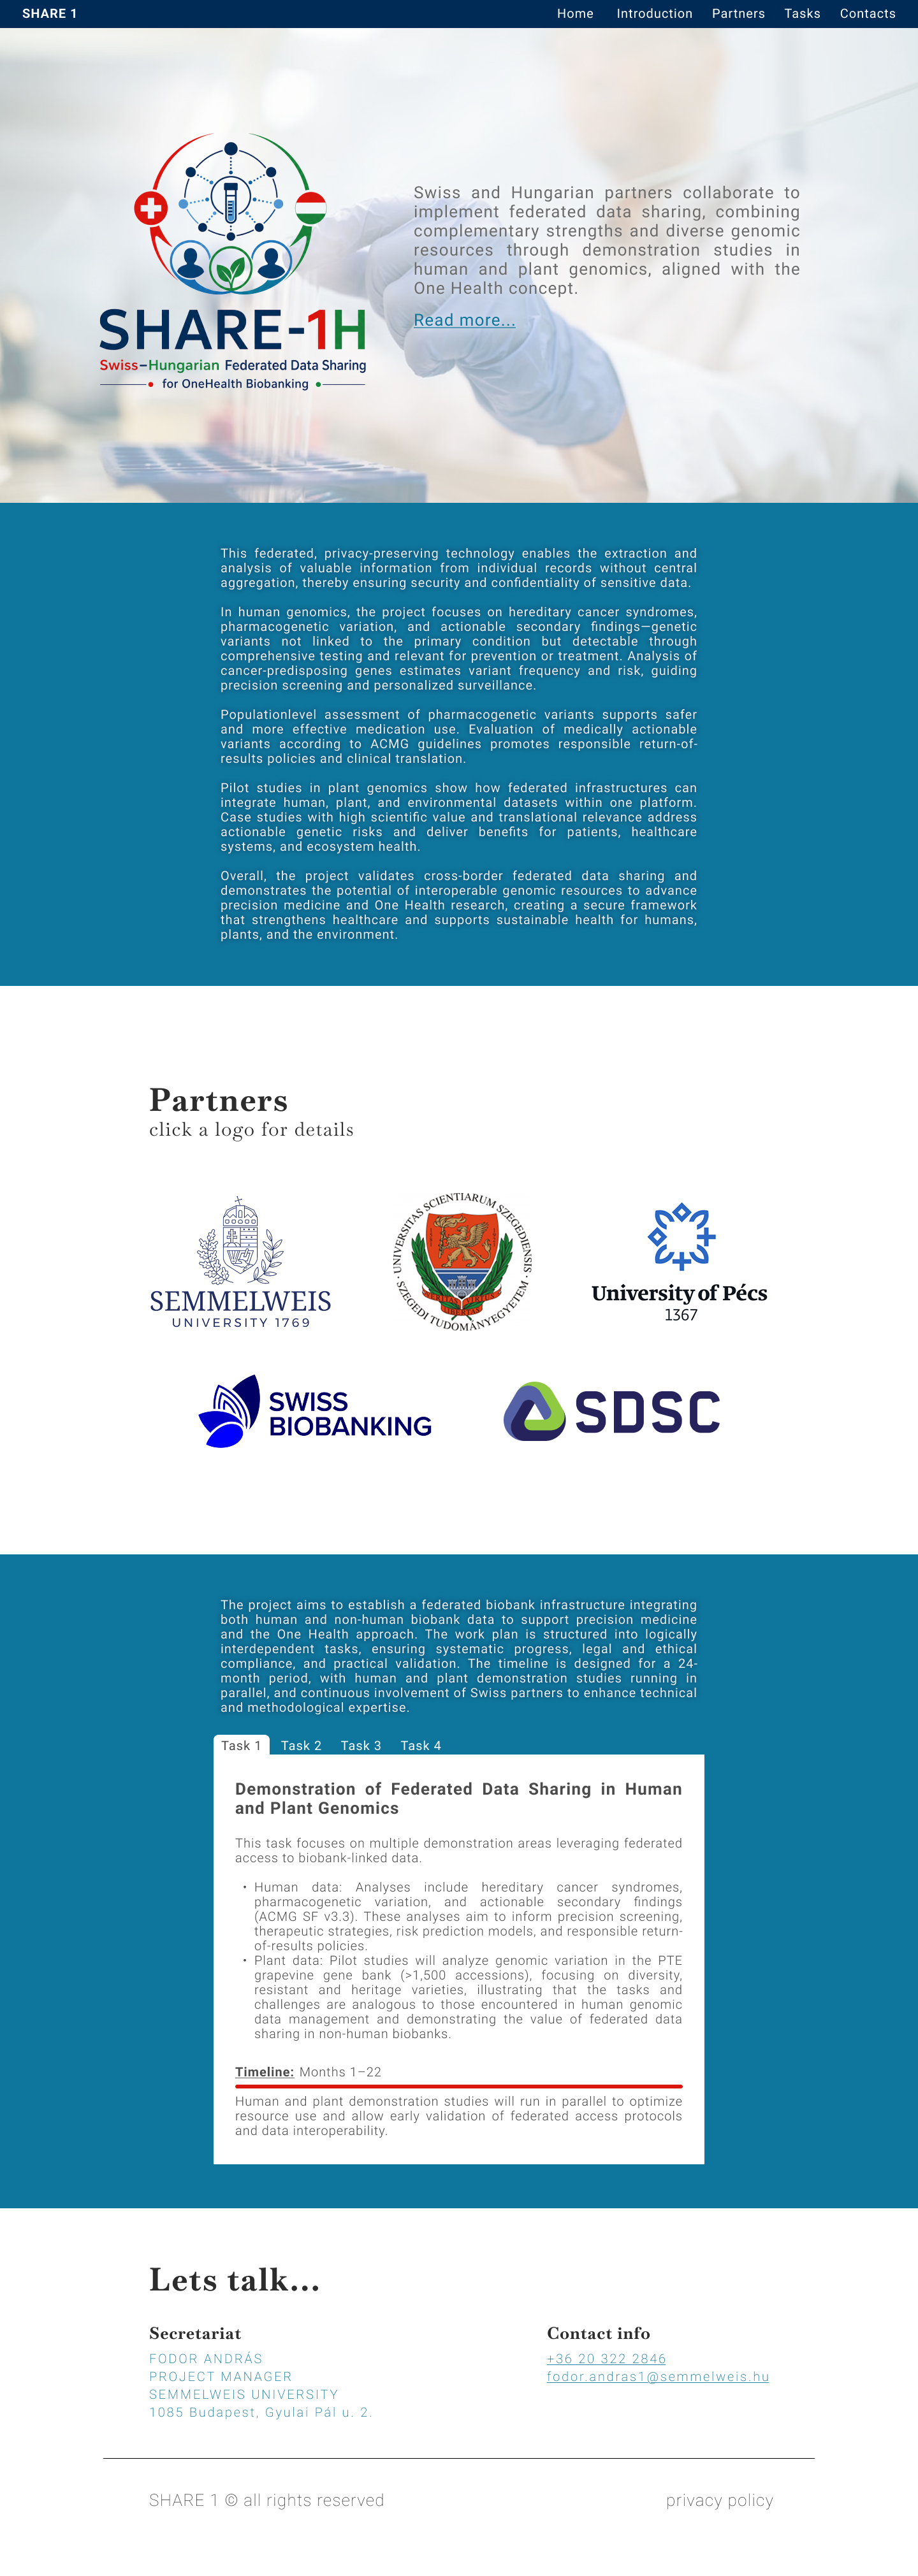 SHARE 1
Home Introduction Partners Tasks Contacts
SHARE-1H
Swiss–Hungarian Federated Data Sharing
for OneHealth Biobanking
Swiss and Hungarian partners collaborate to
implement federated data sharing, combining
complementary strengths and diverse genomic
resources through demonstration studies in
human and plant genomics, aligned with the
One Health concept.
Read more...
This federated, privacy-preserving technology enables the extraction and
analysis of valuable information from individual records without central
aggregation, thereby ensuring security and confidentiality of sensitive data.
In human genomics, the project focuses on hereditary cancer syndromes,
pharmacogenetic variation, and actionable secondary findings—genetic
variants not linked to the primary condition but detectable through
comprehensive testing and relevant for prevention or treatment. Analysis of
cancer-predisposing genes estimates variant frequency and risk, guiding
precision screening and personalized surveillance.
Populationlevel assessment of pharmacogenetic variants supports safer
and more effective medication use. Evaluation of medically actionable
variants according to ACMG guidelines promotes responsible return-of-
results policies and clinical translation.
Pilot studies in plant genomics show how federated infrastructures can
integrate human, plant, and environmental datasets within one platform.
Case studies with high scientific value and translational relevance address
actionable genetic risks and deliver benefits for patients, healthcare
systems, and ecosystem health.
Overall, the project validates cross-border federated data sharing and
demonstrates the potential of interoperable genomic resources to advance
precision medicine and One Health research, creating a secure framework
that strengthens healthcare and supports sustainable health for humans,
plants, and the environment.
Partners
click a logo for details
SEMMELWEIS
UNIVERSITY 1769
UNIVERSITAS SCIENTIARUM SZEGEDIENSIS
SZEGEDI TUDOMÁNYEGYETEM
University of Pécs
1367
SWISS
BIOBANKING
SDSC
The project aims to establish a federated biobank infrastructure integrating
both human and non-human biobank data to support precision medicine
and the One Health approach. The work plan is structured into logically
interdependent tasks, ensuring systematic progress, legal and ethical
compliance, and practical validation. The timeline is designed for a 24-
month period, with human and plant demonstration studies running in
parallel, and continuous involvement of Swiss partners to enhance technical
and methodological expertise.
Task 1 Task 2 Task 3 Task 4
Demonstration of Federated Data Sharing in Human
and Plant Genomics
This task focuses on multiple demonstration areas leveraging federated
access to biobank-linked data.
• Human data: Analyses include hereditary cancer syndromes,
pharmacogenetic variation, and actionable secondary findings
(ACMG SF v3.3). These analyses aim to inform precision screening,
therapeutic strategies, risk prediction models, and responsible return-
of-results policies.
• Plant data: Pilot studies will analyze genomic variation in the PTE
grapevine gene bank (>1,500 accessions), focusing on diversity,
resistant and heritage varieties, illustrating that the tasks and
challenges are analogous to those encountered in human genomic
data management and demonstrating the value of federated data
sharing in non-human biobanks.
Timeline: Months 1–22
Human and plant demonstration studies will run in parallel to optimize
resource use and allow early validation of federated access protocols
and data interoperability.
Lets talk...
Secretariat
FODOR ANDRÁS
PROJECT MANAGER
SEMMELWEIS UNIVERSITY
1085 Budapest, Gyulai Pál u. 2.
Contact info
+36 20 322 2846
fodor.andras1@semmelweis.hu
SHARE 1 © all rights reserved
privacy policy